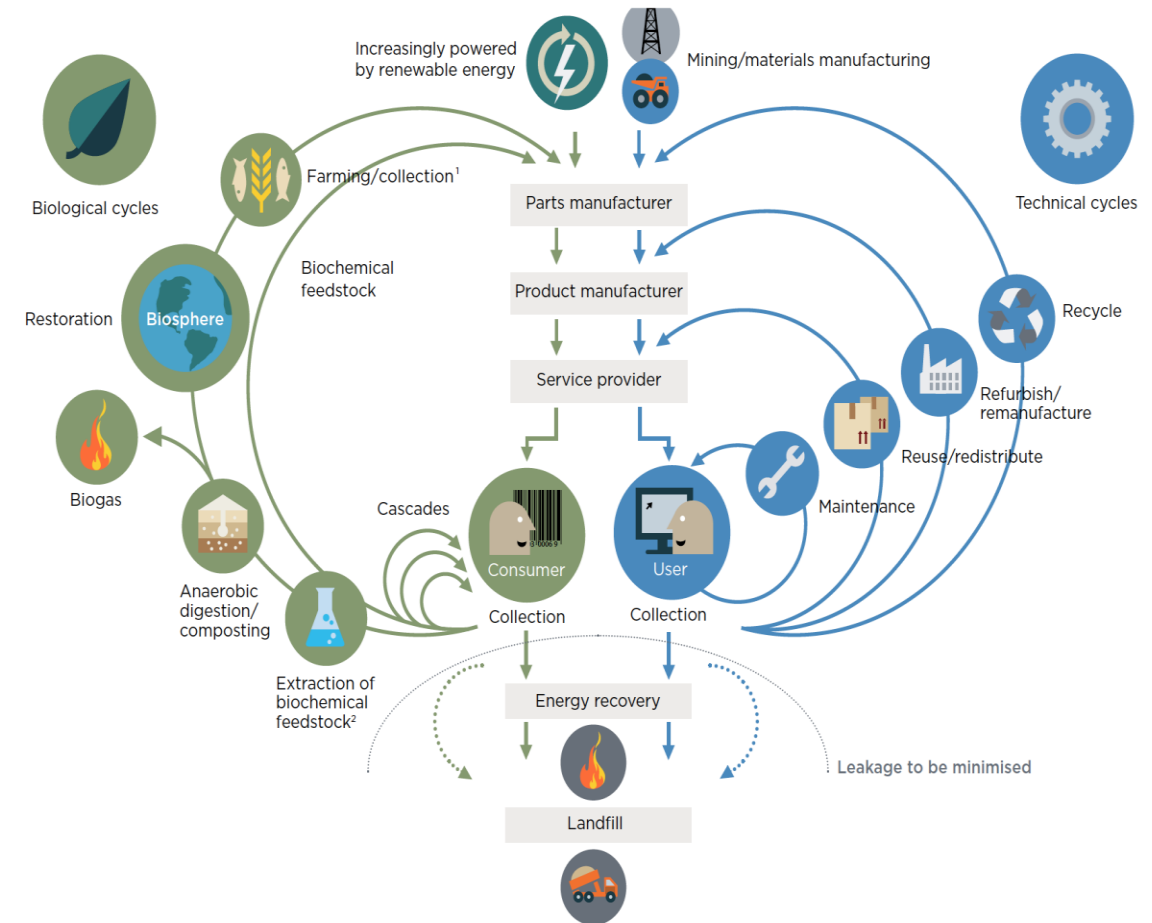 Increasingly powered
by renewable energy
Mining/materials manufacturing
Biological cycles
Farming/collection¹
Technical cycles
Parts manufacturer
Biochemical
feedstock
Product manufacturer
Restoration
Biosphere
Recycle
Service provider
Refurbish/
remanufacture
Reuse/redistribute
Biogas
Cascades
Maintenance
Consumer
User
Anaerobic
digestion/
composting
Collection
Collection
Extraction of
biochemical
feedstock²
Energy recovery
Leakage to be minimised
Landfill